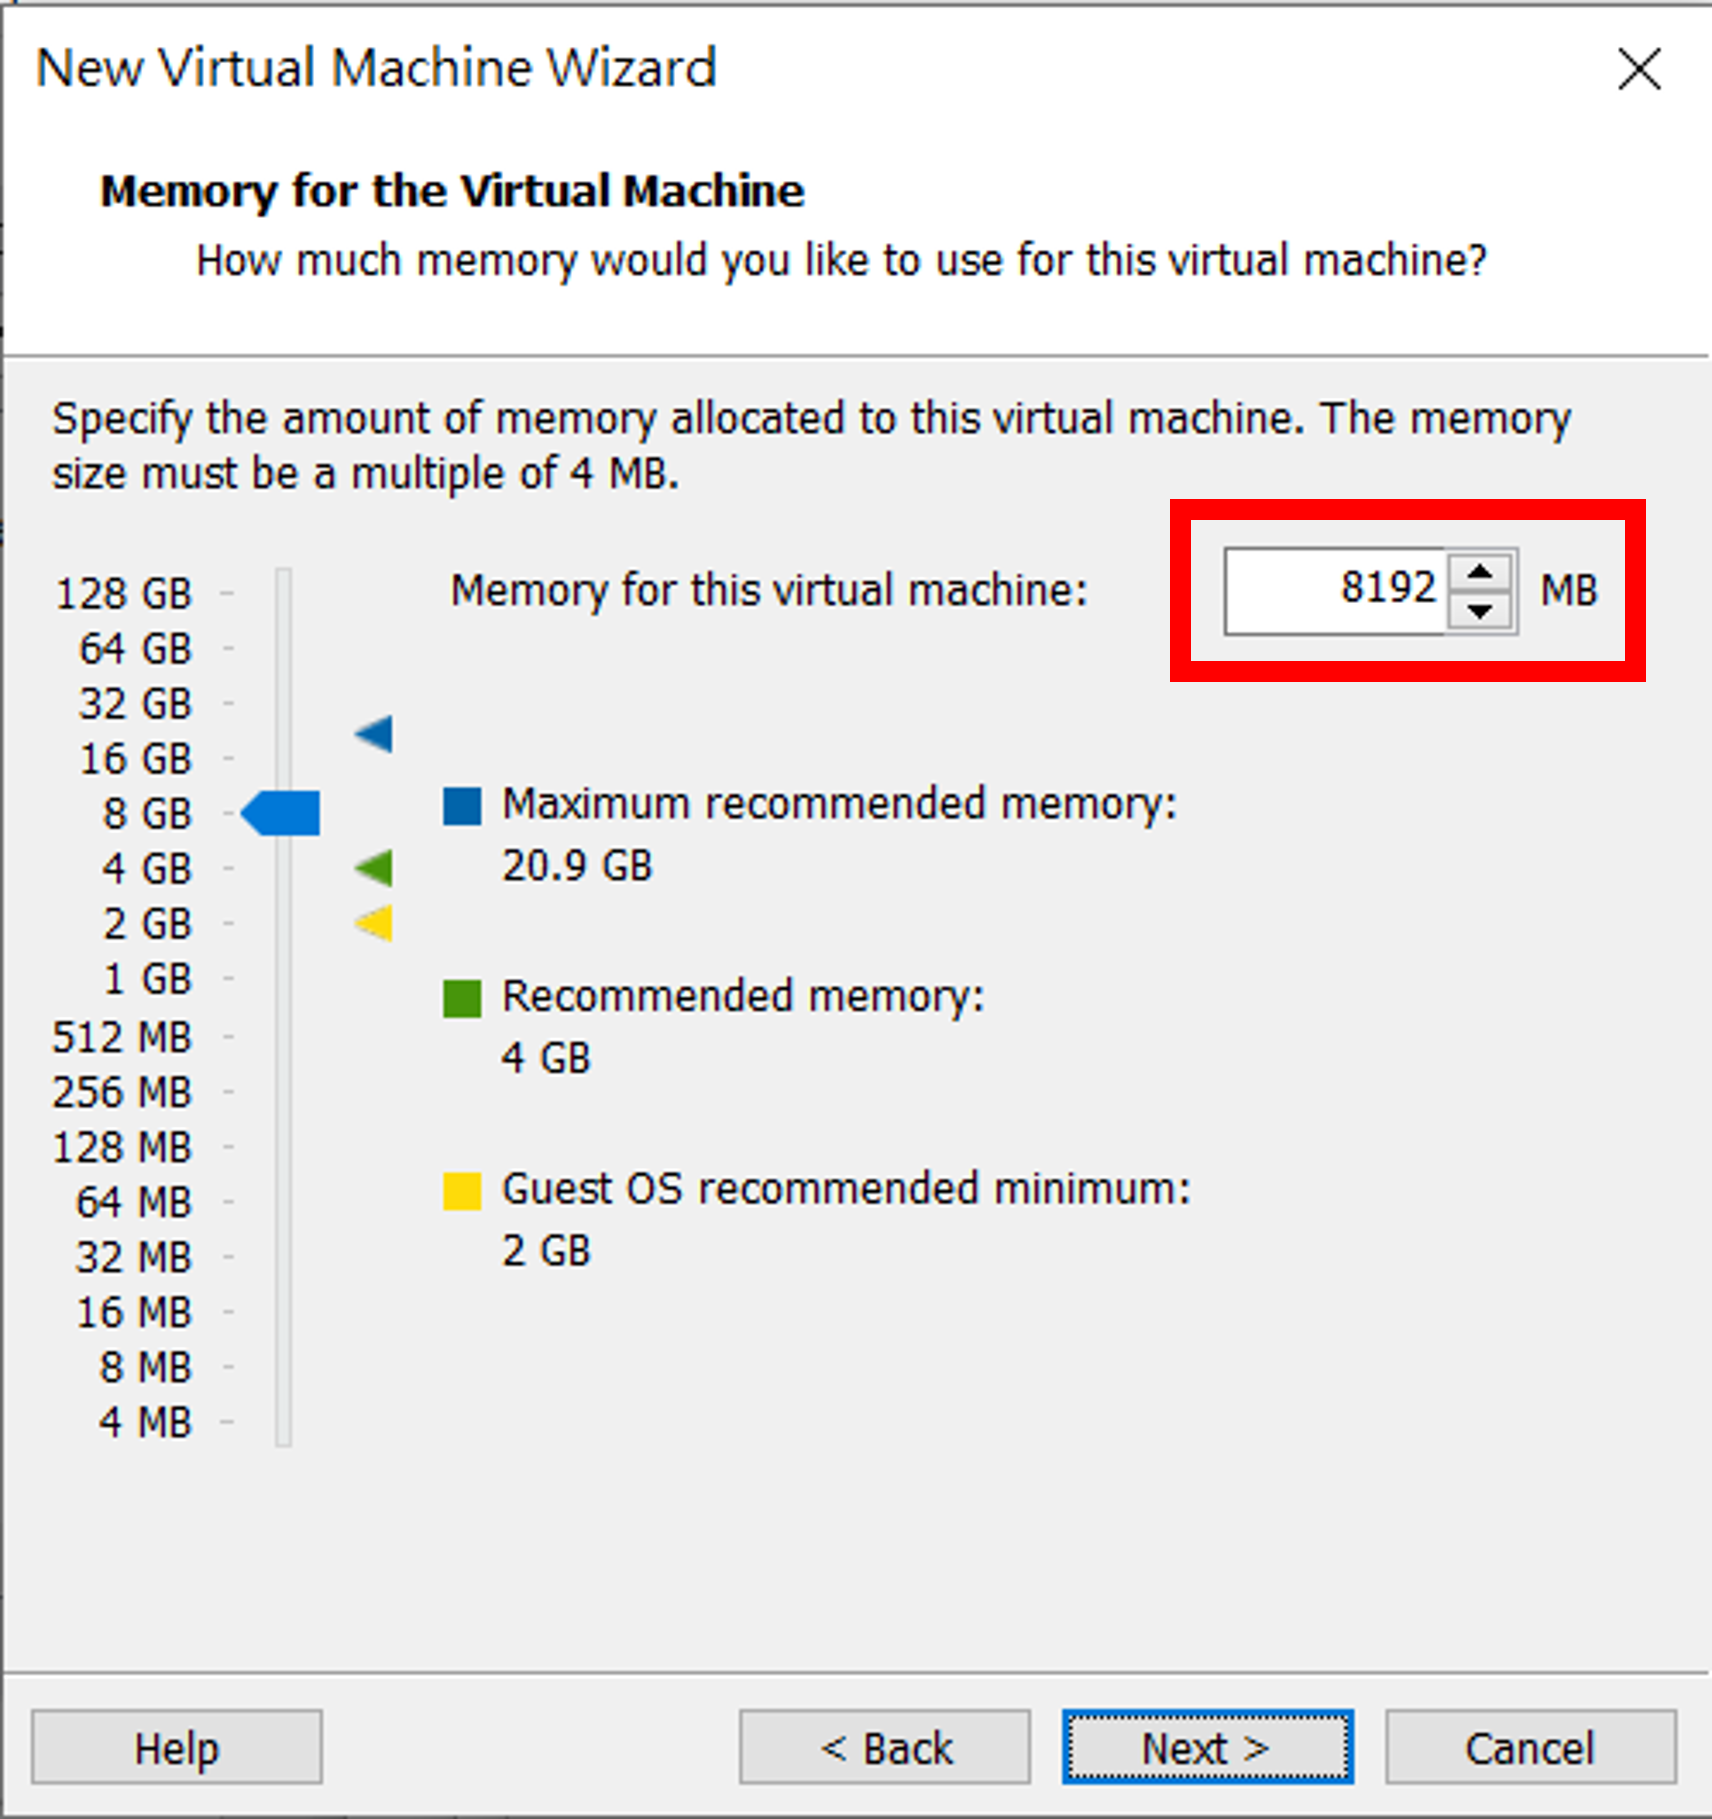 New Virtual Machine Wizard
Memory for the Virtual Machine
How much memory would you like to use for this virtual machine?
Specify the amount of memory allocated to this virtual machine. The memory
size must be a multiple of 4 MB.
Memory for this virtual machine: 8192 MB
128 GB
64 GB
32 GB
16 GB
8 GB
4 GB
2 GB
1 GB
512 MB
256 MB
128 MB
64 MB
32 MB
16 MB
8 MB
4 MB
Maximum recommended memory:
20.9 GB
Recommended memory:
4 GB
Guest OS recommended minimum:
2 GB
Help
< Back
Next >
Cancel